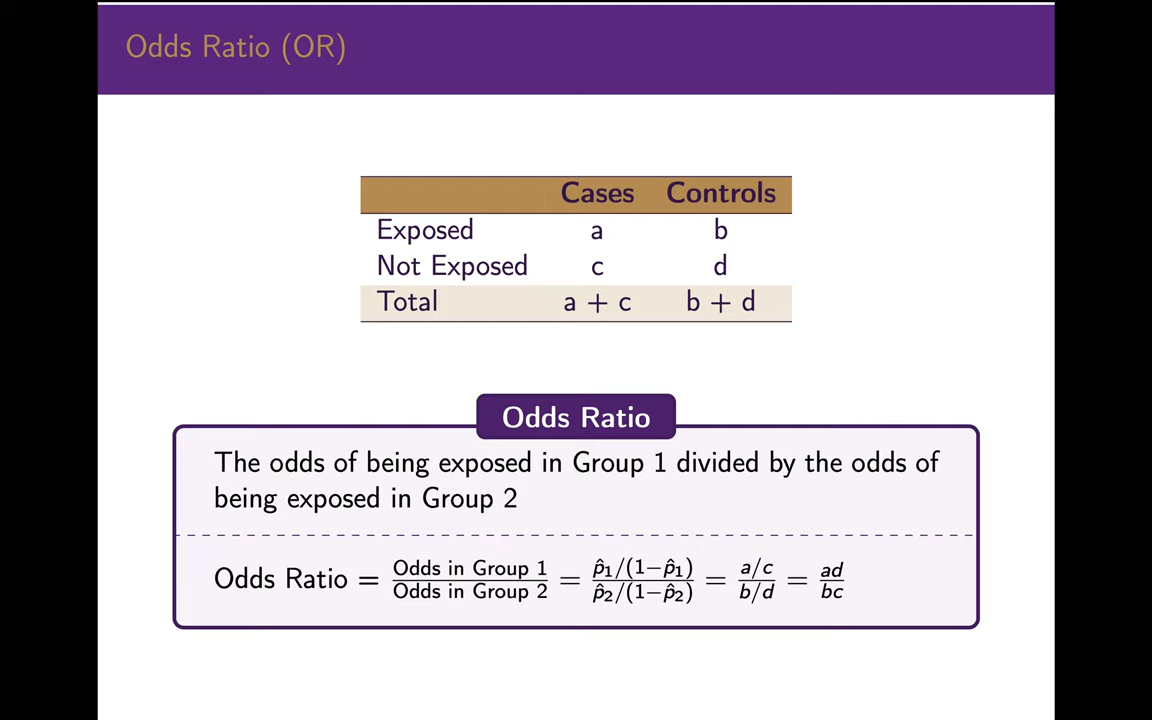 Odds Ratio (OR)
Cases Controls
Exposed a b
Not Exposed c d
Total a + c b + d
Odds Ratio
The odds of being exposed in Group 1 divided by the odds of
being exposed in Group 2
Odds Ratio = Odds in Group 1 / Odds in Group 2 = p̂₁/(1−p̂₁) / p̂₂/(1−p̂₂) = a/c / b/d = ad / bc